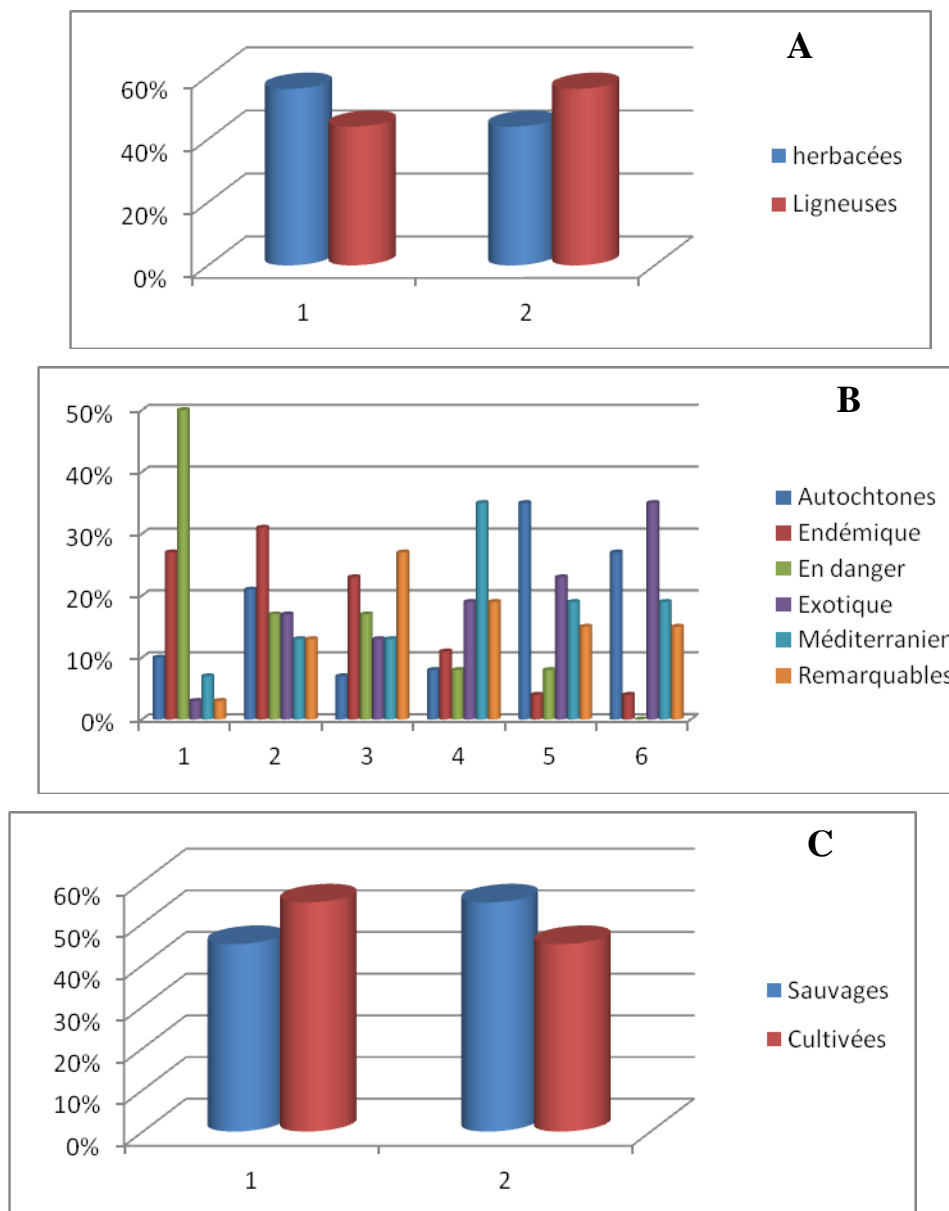 A
60%
40%
20%
0%
1 2
herbacées
Ligneuses
B
50%
40%
30%
20%
10%
0%
1 2 3 4 5 6
Autochtones
Endémique
En danger
Exotique
Méditerranien
Remarquables
C
60%
50%
40%
30%
20%
10%
0%
1 2
Sauvages
Cultivées